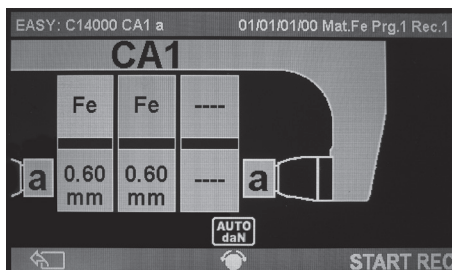 EASY: C14000 CA1 a 01/01/01/00 Mat.Fe Prg.1 Rec.1
CA1
Fe Fe ----
a 0.60 mm 0.60 mm ---- a
AUTO
daN
START REC